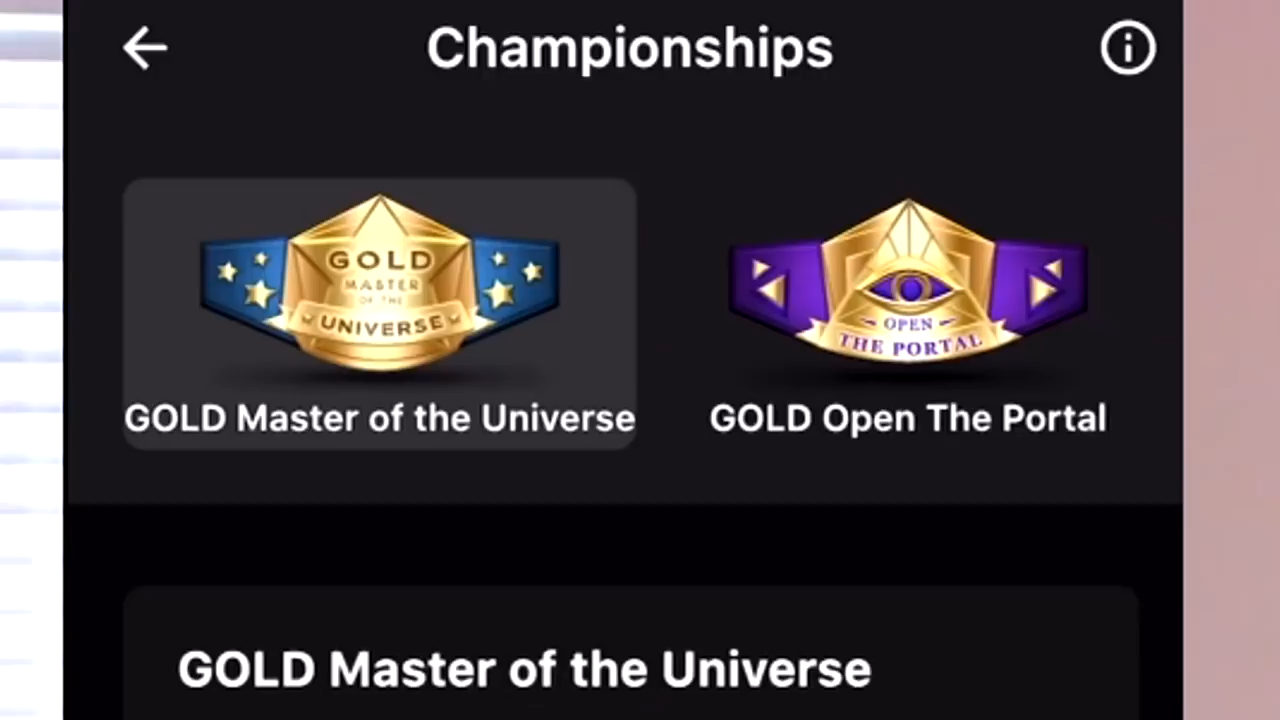 Championships
GOLD
MASTER
OF THE
UNIVERSE
OPEN
THE PORTAL
GOLD Master of the Universe
GOLD Open The Portal
GOLD Master of the Universe